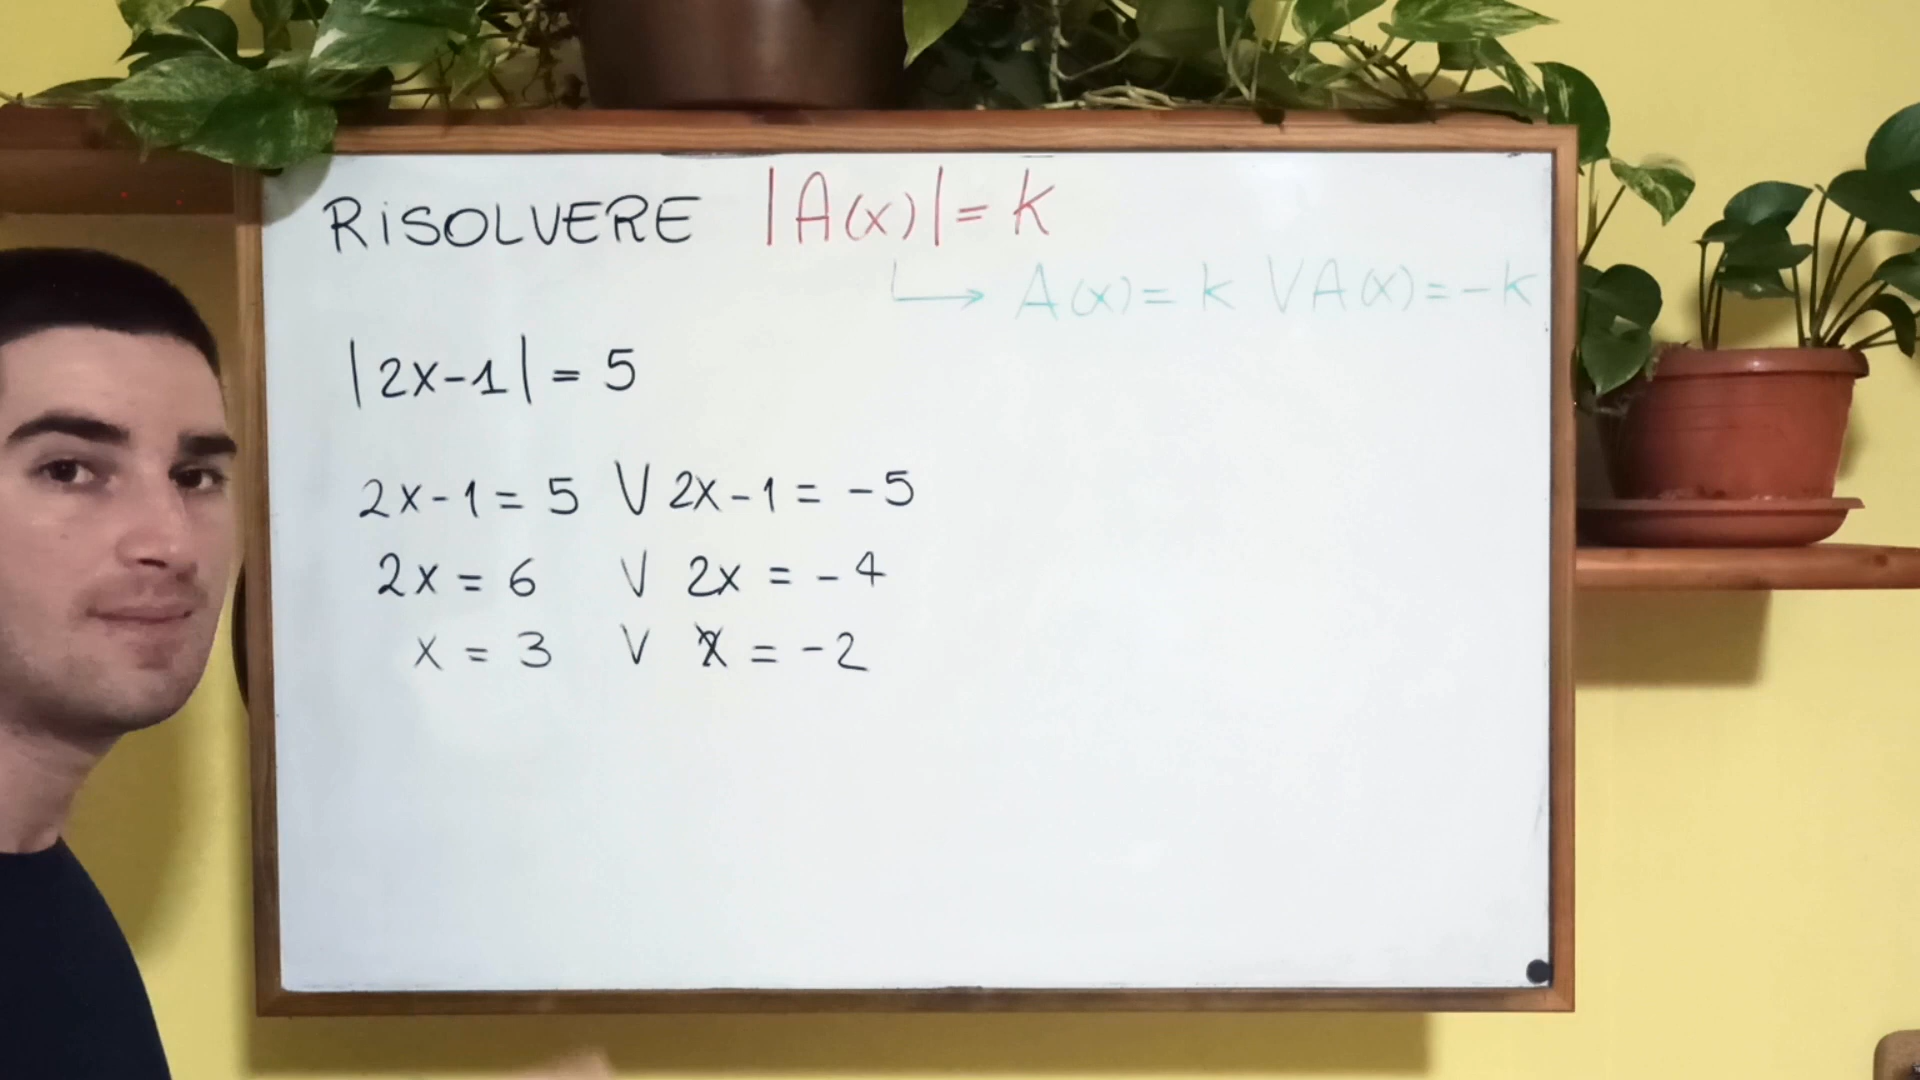 RISOLVERE |A(x)| = k
↳ A(x) = k V A(x) = -k
|2x-1| = 5
2x-1 = 5 V 2x-1 = -5
2x = 6 V 2x = -4
x = 3 V x = -2